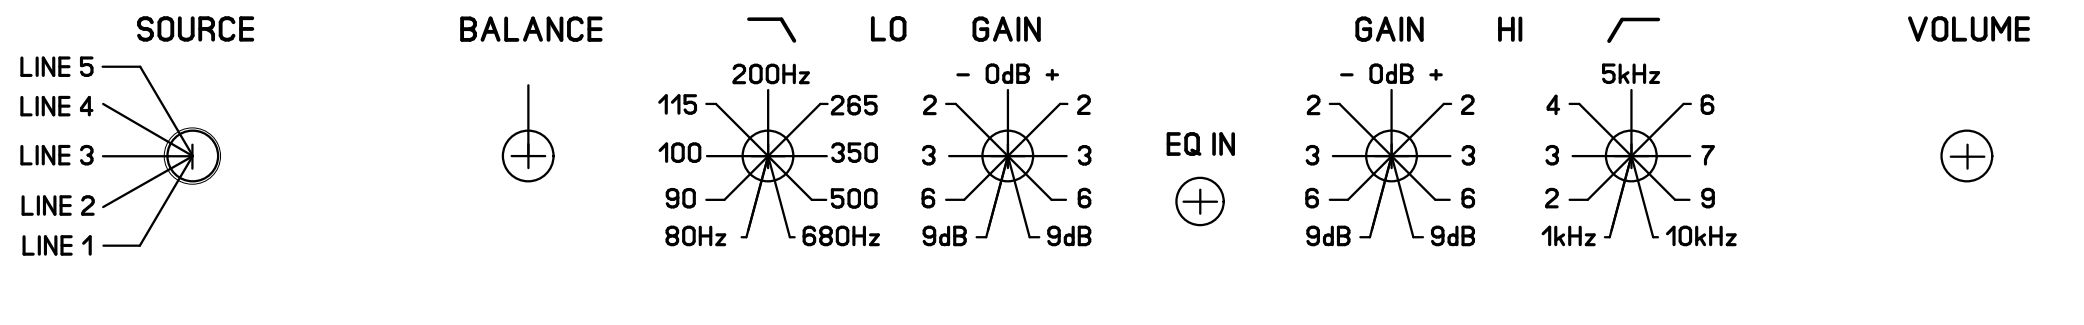 SOURCE
LINE 5
LINE 4
LINE 3
LINE 2
LINE 1
BALANCE
LO
200Hz
115
265
100
350
90
500
80Hz
680Hz
GAIN
- 0dB +
2
2
3
3
6
6
9dB
9dB
EQ IN
GAIN
- 0dB +
2
2
3
3
6
6
9dB
9dB
HI
5kHz
4
6
3
7
2
9
1kHz
10kHz
VOLUME